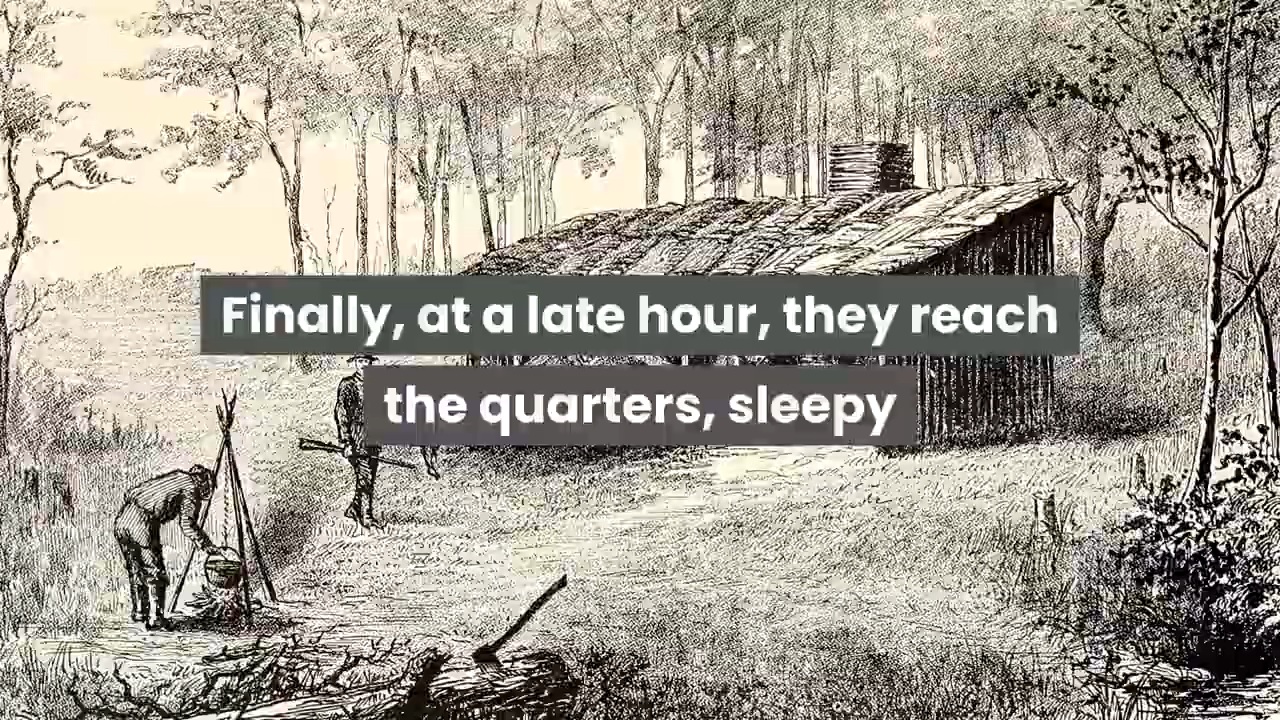 Finally, at a late hour, they reach
the quarters, sleepy